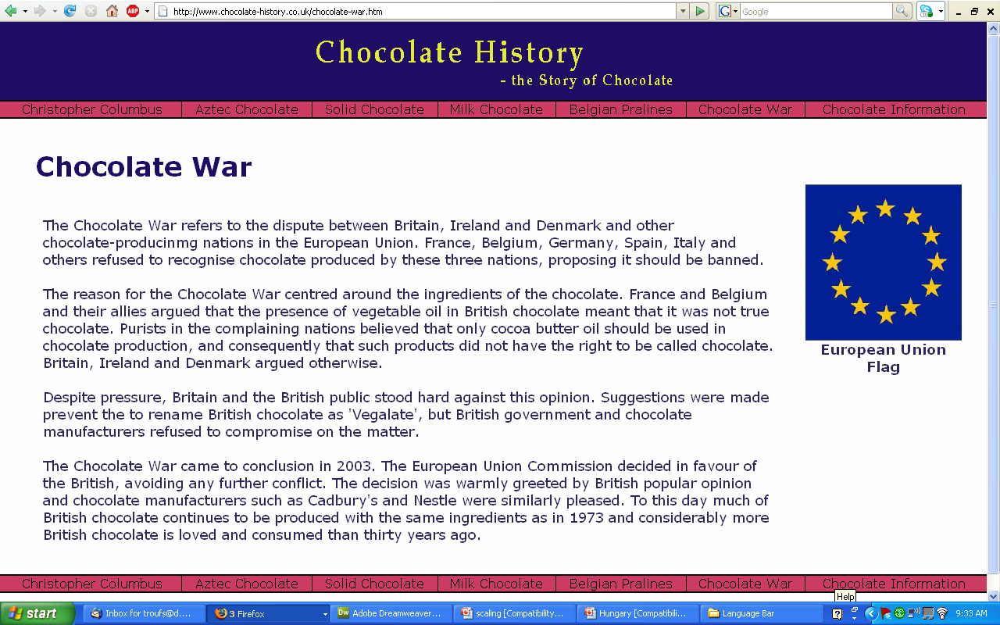 http://www.chocolate-history.co.uk/chocolate-war.htm
Google
Chocolate History
- the Story of Chocolate
Christopher Columbus Aztec Chocolate Solid Chocolate Milk Chocolate Belgian Pralines Chocolate War Chocolate Information
Chocolate War
The Chocolate War refers to the dispute between Britain, Ireland and Denmark and other
chocolate-producinmg nations in the European Union. France, Belgium, Germany, Spain, Italy and
others refused to recognise chocolate produced by these three nations, proposing it should be banned.
The reason for the Chocolate War centred around the ingredients of the chocolate. France and Belgium
and their allies argued that the presence of vegetable oil in British chocolate meant that it was not true
chocolate. Purists in the complaining nations believed that only cocoa butter oil should be used in
chocolate production, and consequently that such products did not have the right to be called chocolate.
Britain, Ireland and Denmark argued otherwise.
Despite pressure, Britain and the British public stood hard against this opinion. Suggestions were made
prevent the to rename British chocolate as 'Vegalate', but British government and chocolate
manufacturers refused to compromise on the matter.
The Chocolate War came to conclusion in 2003. The European Union Commission decided in favour of
the British, avoiding any further conflict. The decision was warmly greeted by British popular opinion
and chocolate manufacturers such as Cadbury's and Nestle were similarly pleased. To this day much of
British chocolate continues to be produced with the same ingredients as in 1973 and considerably more
British chocolate is loved and consumed than thirty years ago.
European Union
Flag
Christopher Columbus Aztec Chocolate Solid Chocolate Milk Chocolate Belgian Pralines Chocolate War Chocolate Information
Help
start Inbox for troufs@d.... 3 Firefox Adobe Dreamweaver... scaling [Compatibility... Hungary [Compatibili... Language Bar 9:33 AM